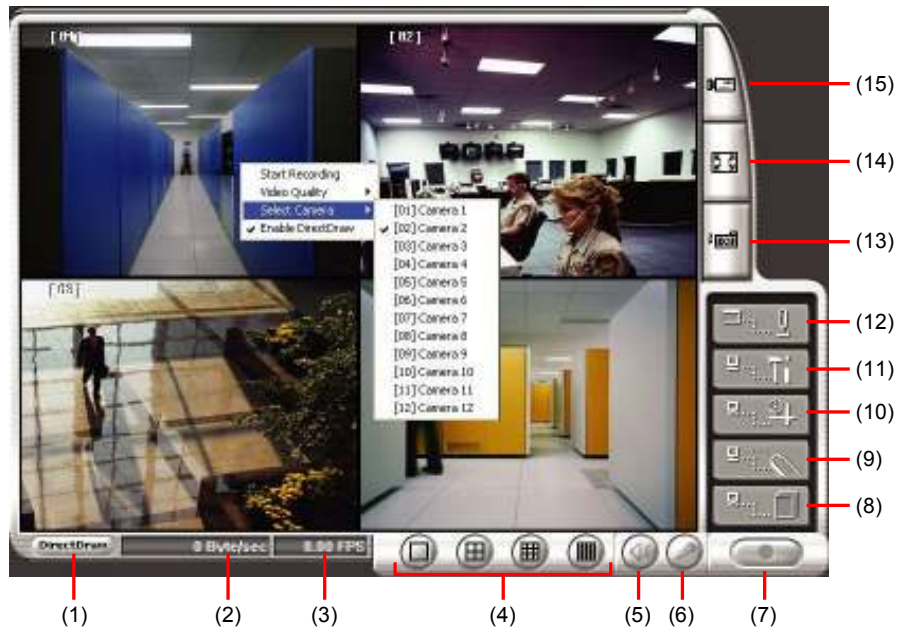 [01]
[02]
(15)
(14)
(13)
Start Recording
Video Quality
Select Camera
Enable DirectDraw
[01] Camera 1
[02] Camera 2
[03] Camera 3
[04] Camera 4
[05] Camera 5
[06] Camera 6
[07] Camera 7
[08] Camera 8
[09] Camera 9
[10] Camera 10
[11] Camera 11
[12] Camera 12
[03]
(12)
(11)
(10)
(9)
(8)
DirectDraw
0 Byte/sec
0.00 FPS
(1)
(2)
(3)
(4)
(5)
(6)
(7)